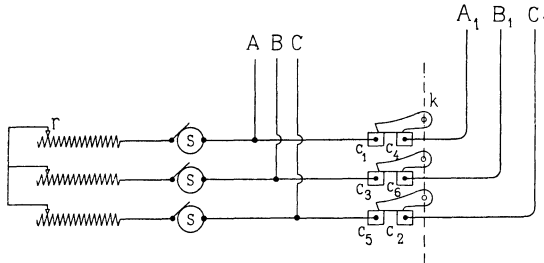 A₁ B₁ C
A B C
k
r
S
c₁ c₄
S
c₃ c₆
S
c₅ c₂